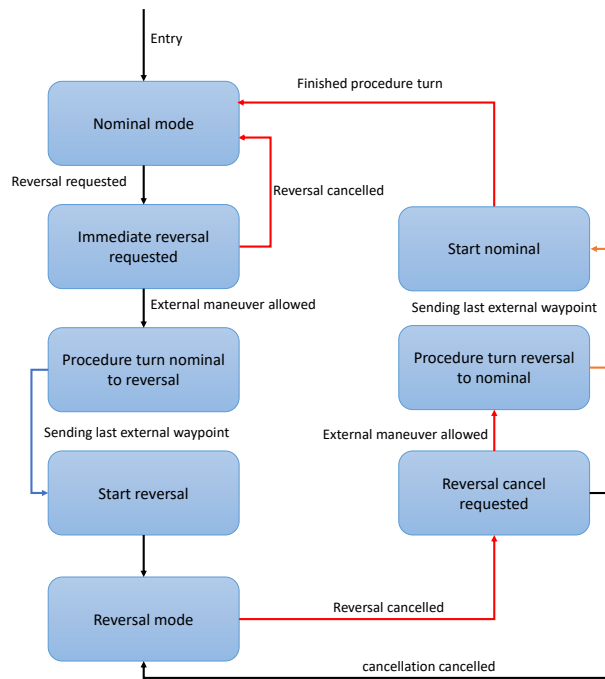 Entry
Finished procedure turn
Nominal mode
Reversal requested
Reversal cancelled
Immediate reversal
requested
Start nominal
External maneuver allowed
Sending last external waypoint
Procedure turn nominal
to reversal
Procedure turn reversal
to nominal
Sending last external waypoint
External maneuver allowed
Start reversal
Reversal cancel
requested
Reversal mode
Reversal cancelled
cancellation cancelled